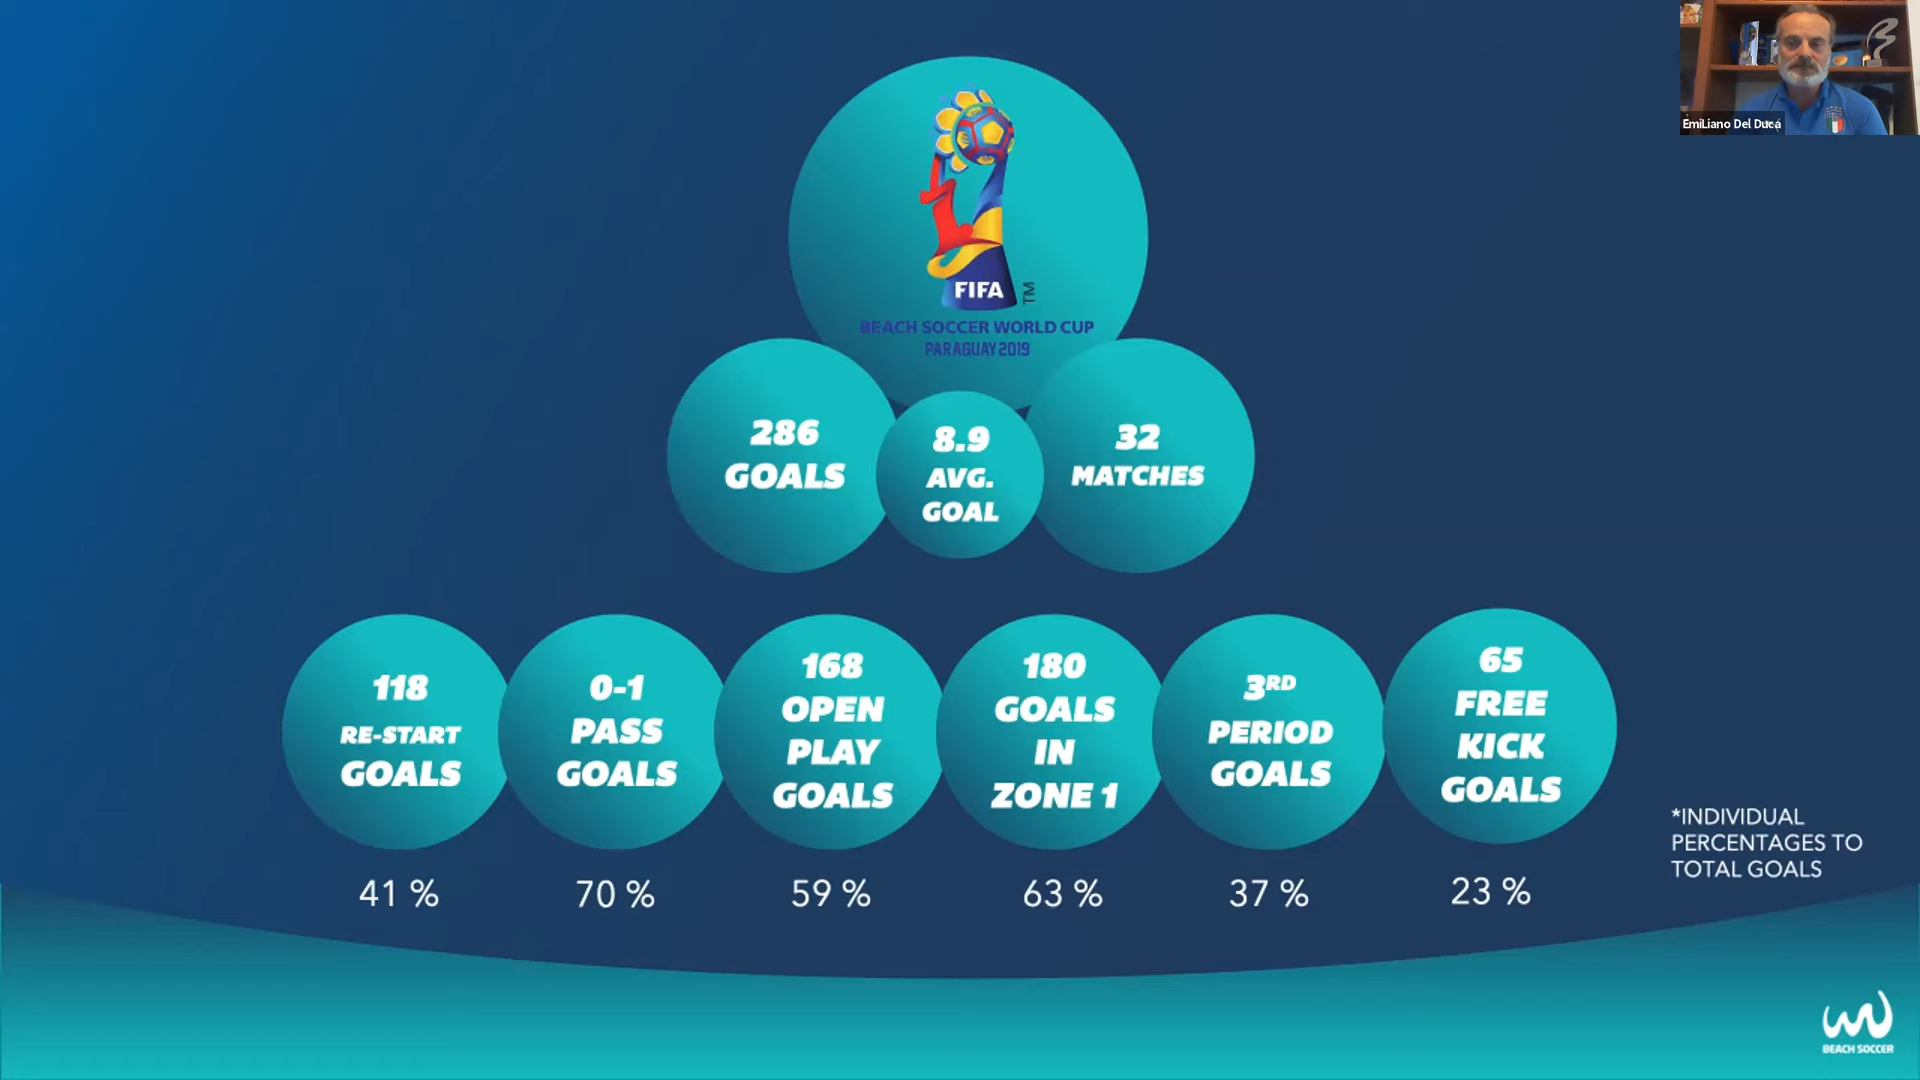 EmiLiano Del Duca
FIFA
TM
BEACH SOCCER WORLD CUP
PARAGUAY 2019
286
GOALS
8.9
AVG.
GOAL
32
MATCHES
118
RE-START
GOALS
0-1
PASS
GOALS
168
OPEN
PLAY
GOALS
180
GOALS
IN
ZONE 1
3RD
PERIOD
GOALS
65
FREE
KICK
GOALS
41 %
70 %
59 %
63 %
37 %
23 %
*INDIVIDUAL
PERCENTAGES TO
TOTAL GOALS
BEACH SOCCER